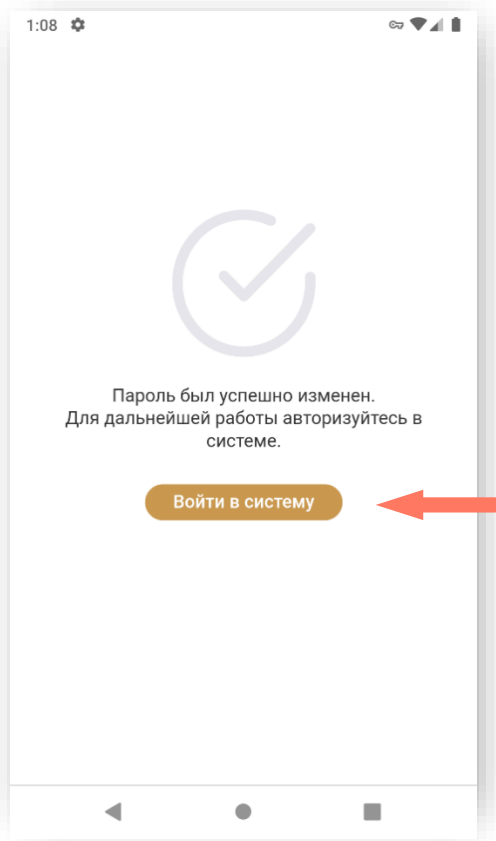 1:08
Пароль был успешно изменен.
Для дальнейшей работы авторизуйтесь в
системе.
Войти в систему